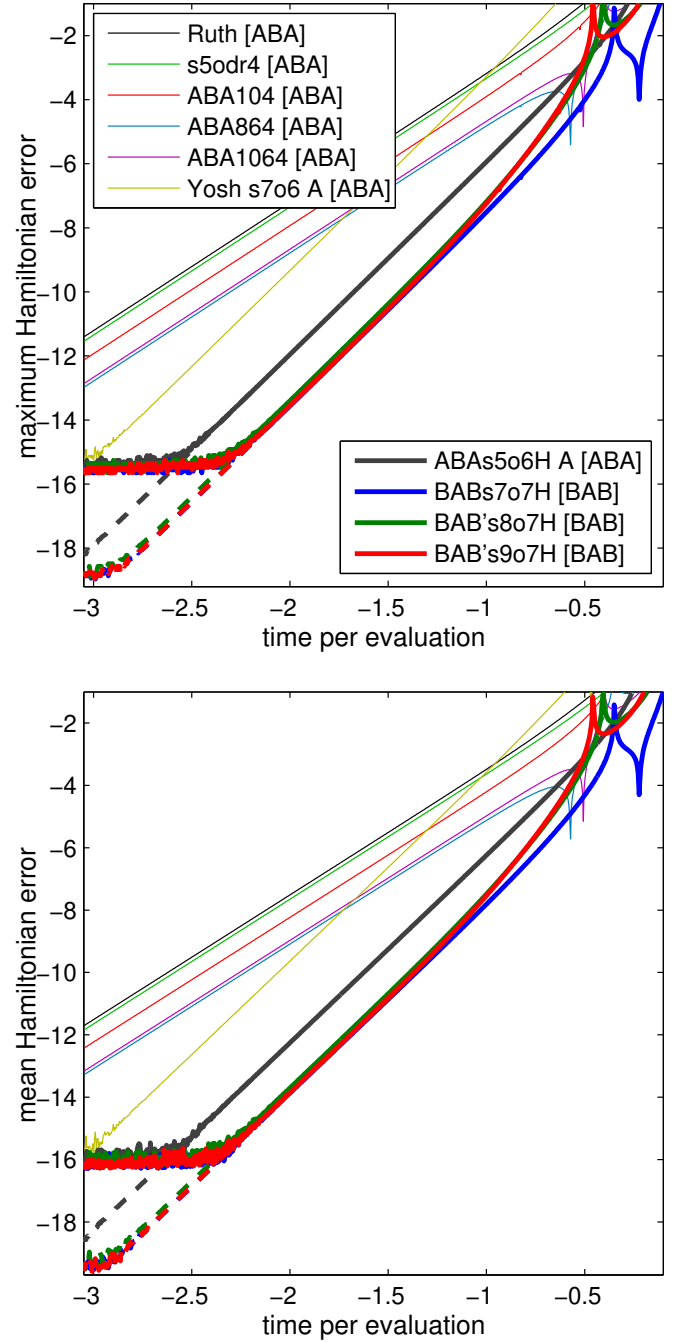 −2
−4
−6
−8
−10
−12
−14
−16
−18
maximum Hamiltonian error
Ruth [ABA]
s5odr4 [ABA]
ABA104 [ABA]
ABA864 [ABA]
ABA1064 [ABA]
Yosh s7o6 A [ABA]
ABAs5o6H A [ABA]
BABs7o7H [BAB]
BAB's8o7H [BAB]
BAB's9o7H [BAB]
−3 −2.5 −2 −1.5 −1 −0.5
time per evaluation
−2
−4
−6
−8
−10
−12
−14
−16
−18
mean Hamiltonian error
−3 −2.5 −2 −1.5 −1 −0.5
time per evaluation